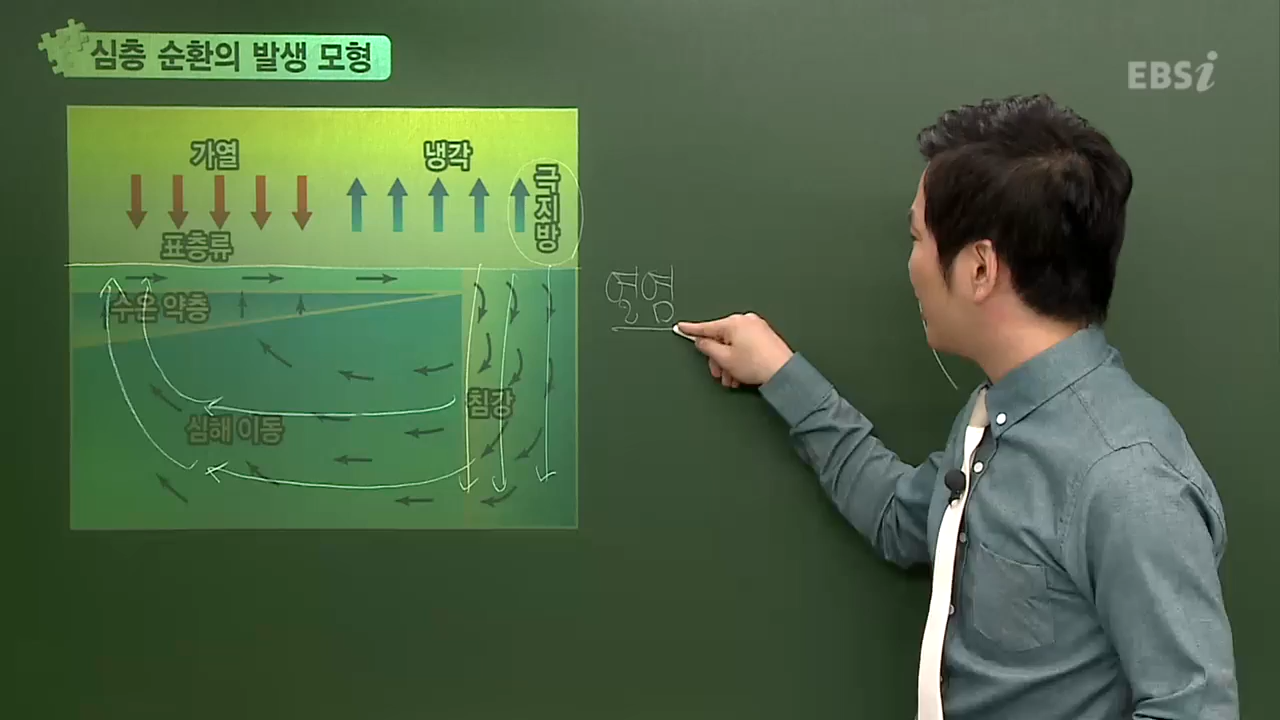 심층 순환의 발생 모형
EBSi
가열
냉각
극지방
표층류
수온 약층
침강
심해 이동
열염